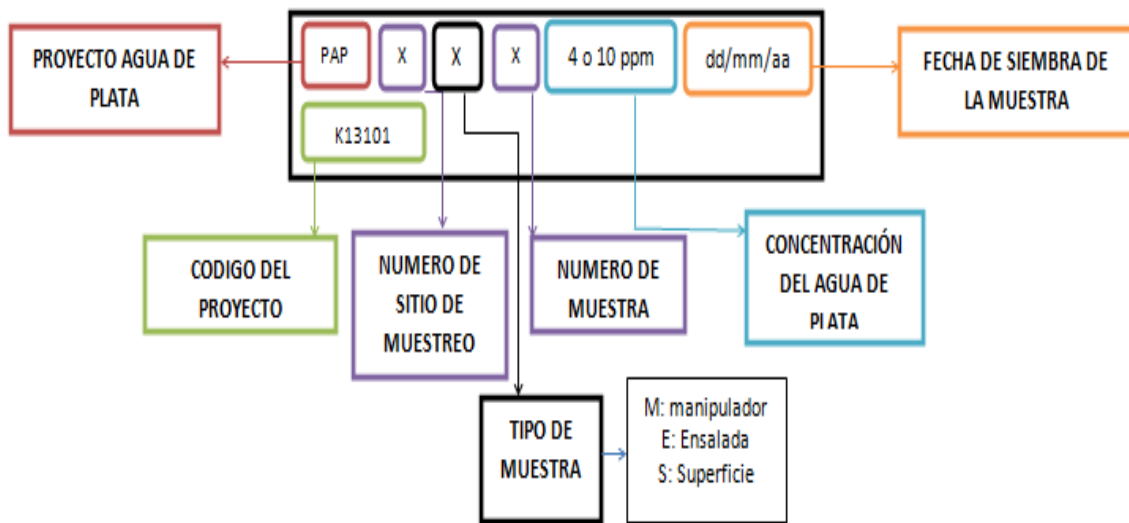 PROYECTO AGUA DE
PLATA
PAP
X
X
X
4 o 10 ppm
dd/mm/aa
K13101
FECHA DE SIEMBRA DE
LA MUESTRA
CODIGO DEL
PROYECTO
NUMERO DE
SITIO DE
MUESTREO
NUMERO DE
MUESTRA
CONCENTRACIÓN
DEL AGUA DE
PLATA
TIPO DE
MUESTRA
M: manipulador
E: Ensalada
S: Superficie